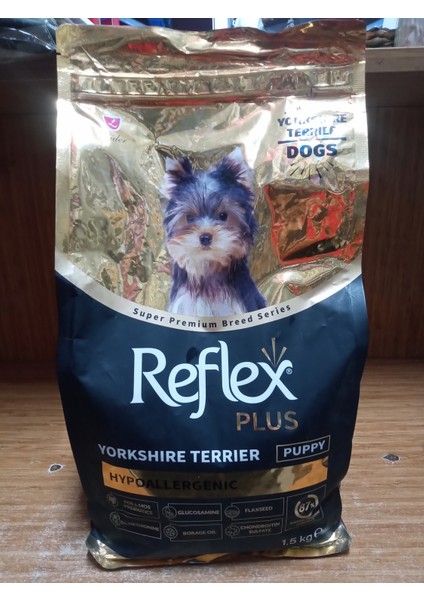 YORKSHIRE
TERRIER
DOGS
Super Premium Breed Series
Reflex®
PLUS
YORKSHIRE TERRIER PUPPY
HYPOALLERGENIC
GLUCOSAMINE
FLAXSEED
BORAGE OIL
CHONDROITIN
SULFATE
87%
1,5 kg e